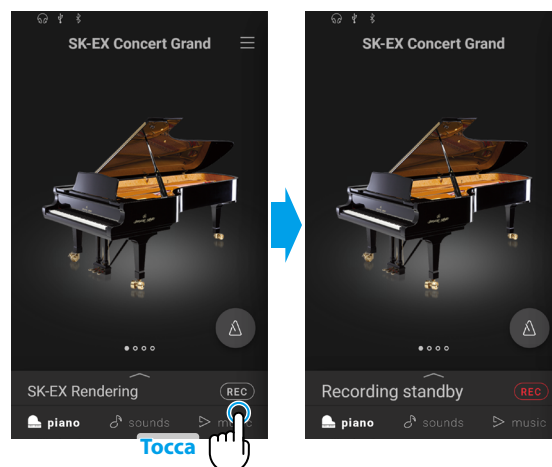 SK-EX Concert Grand
SK-EX Rendering REC
piano sounds music
Tocca
SK-EX Concert Grand
Recording standby REC
piano sounds music